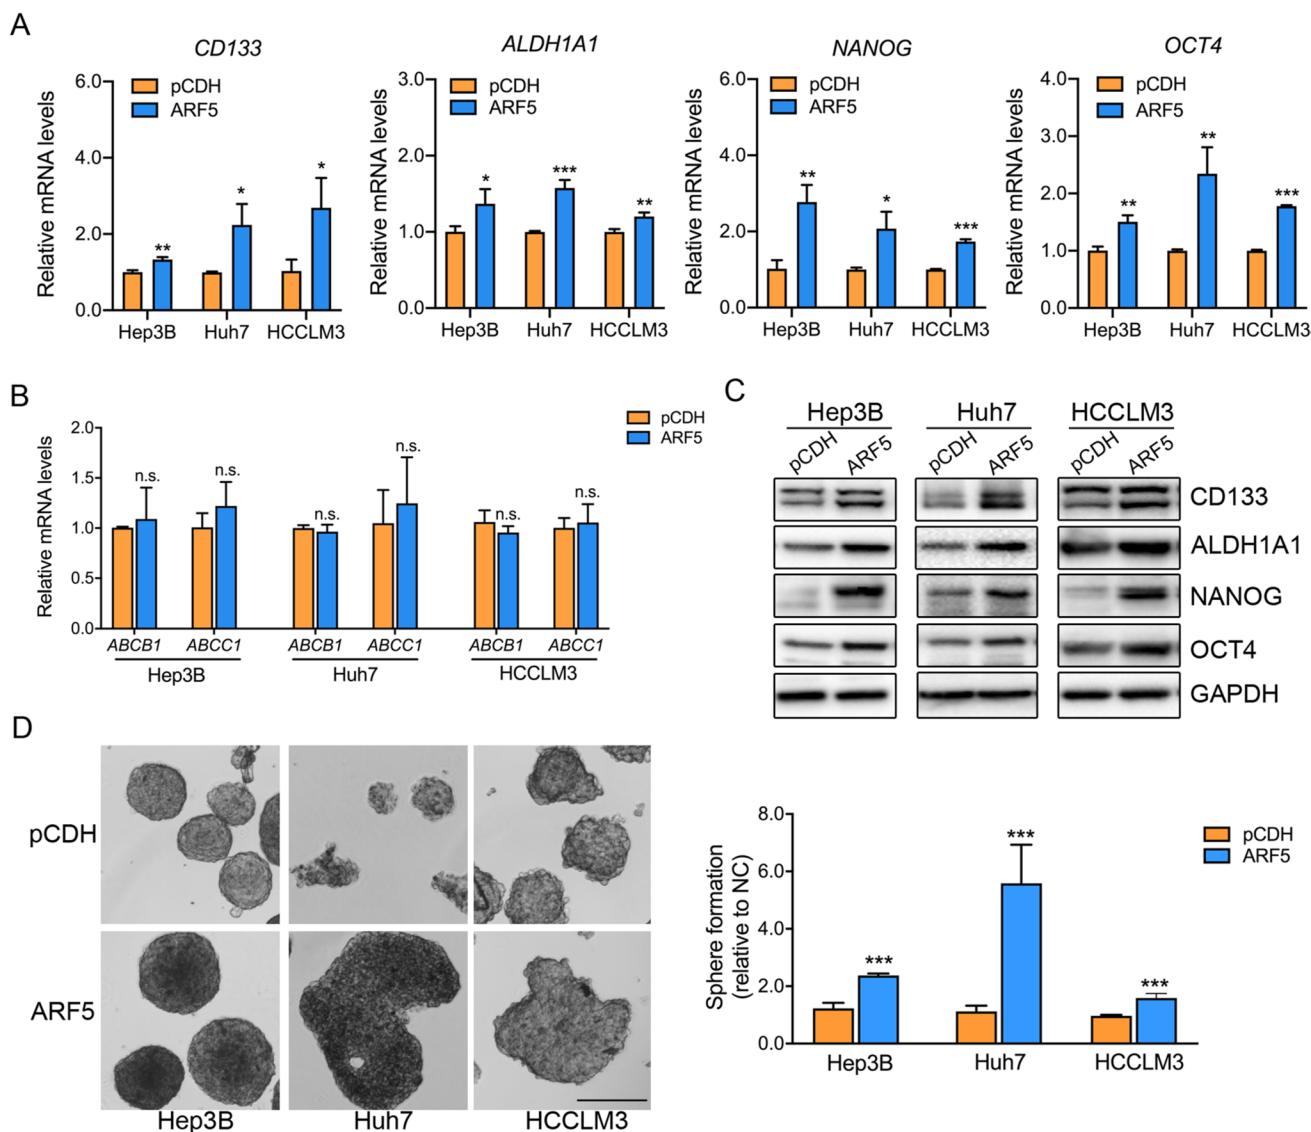 A
CD133
ALDH1A1
NANOG
OCT4
Relative mRNA levels
6.0
4.0
2.0
0.0
pCDH
ARF5
**
*
*
Hep3B
Huh7
HCCLM3
Relative mRNA levels
3.0
2.0
1.0
0.0
pCDH
ARF5
*
***
**
Hep3B
Huh7
HCCLM3
Relative mRNA levels
6.0
4.0
2.0
0.0
pCDH
ARF5
**
*
***
Hep3B
Huh7
HCCLM3
Relative mRNA levels
4.0
3.0
2.0
1.0
0.0
pCDH
ARF5
**
**
***
Hep3B
Huh7
HCCLM3
B
Relative mRNA levels
2.0
1.5
1.0
0.5
0.0
pCDH
ARF5
n.s.
n.s.
n.s.
n.s.
n.s.
n.s.
ABCB1 ABCC1
ABCB1 ABCC1
ABCB1 ABCC1
Hep3B
Huh7
HCCLM3
C
Hep3B
Huh7
HCCLM3
pCDH ARF5
pCDH ARF5
pCDH ARF5
CD133
ALDH1A1
NANOG
OCT4
GAPDH
D
pCDH
ARF5
Hep3B
Huh7
HCCLM3
Sphere formation
(relative to NC)
8.0
6.0
4.0
2.0
0.0
pCDH
ARF5
***
***
***
Hep3B
Huh7
HCCLM3